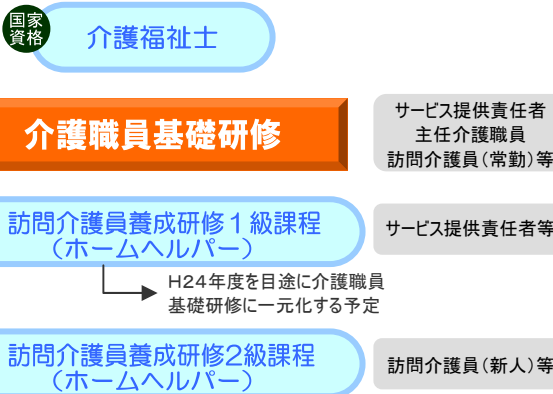 国家
資格
介護福祉士
介護職員基礎研修
サービス提供責任者
主任介護職員
訪問介護員(常勤)等
訪問介護員養成研修1級課程
(ホームヘルパー)
サービス提供責任者等
H24年度を目途に介護職員
基礎研修に一元化する予定
訪問介護員養成研修2級課程
(ホームヘルパー)
訪問介護員(新人)等